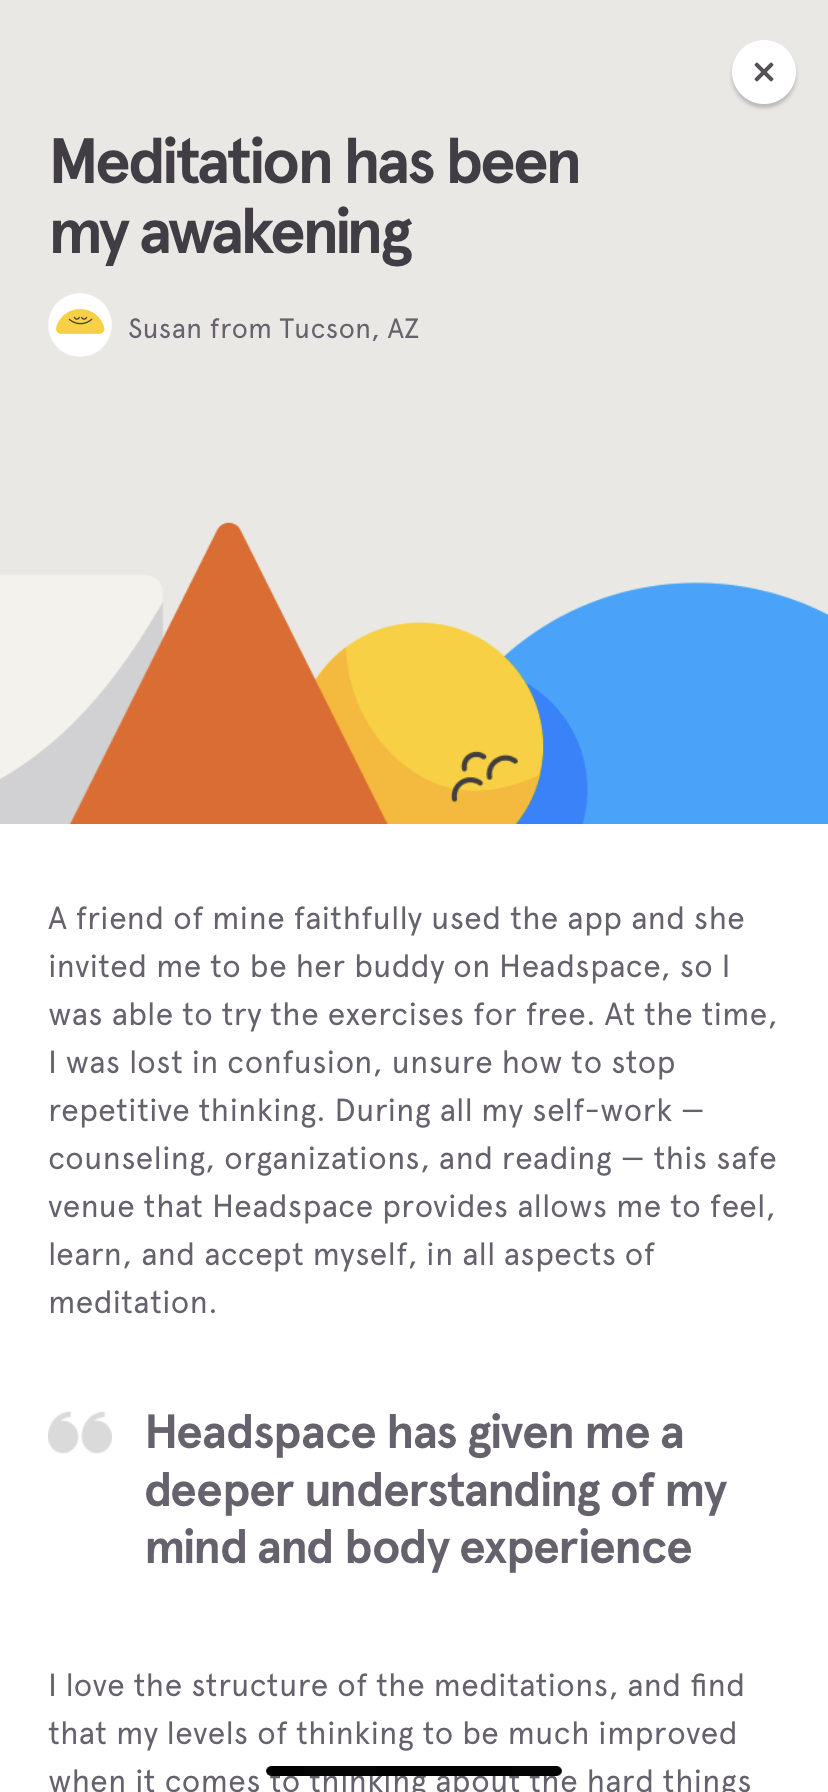 Meditation has been
my awakening
Susan from Tucson, AZ
A friend of mine faithfully used the app and she
invited me to be her buddy on Headspace, so I
was able to try the exercises for free. At the time,
I was lost in confusion, unsure how to stop
repetitive thinking. During all my self-work —
counseling, organizations, and reading — this safe
venue that Headspace provides allows me to feel,
learn, and accept myself, in all aspects of
meditation.
“ Headspace has given me a
deeper understanding of my
mind and body experience
I love the structure of the meditations, and find
that my levels of thinking to be much improved
when it comes to thinking about the hard things